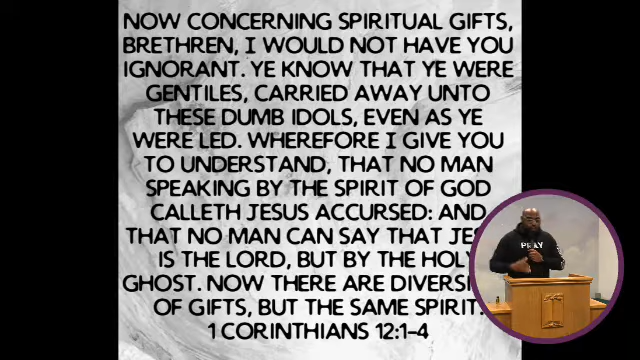 NOW CONCERNING SPIRITUAL GIFTS,
BRETHREN, I WOULD NOT HAVE YOU
IGNORANT. YE KNOW THAT YE WERE
GENTILES, CARRIED AWAY UNTO
THESE DUMB IDOLS, EVEN AS YE
WERE LED. WHEREFORE I GIVE YOU
TO UNDERSTAND, THAT NO MAN
SPEAKING BY THE SPIRIT OF GOD
CALLETH JESUS ACCURSED: AND
THAT NO MAN CAN SAY THAT
IS THE LORD, BUT BY THE HOLY
GHOST. NOW THERE ARE
OF GIFTS, BUT THE SAME SPIRIT.
1 CORINTHIANS 12:1-4
PRAY